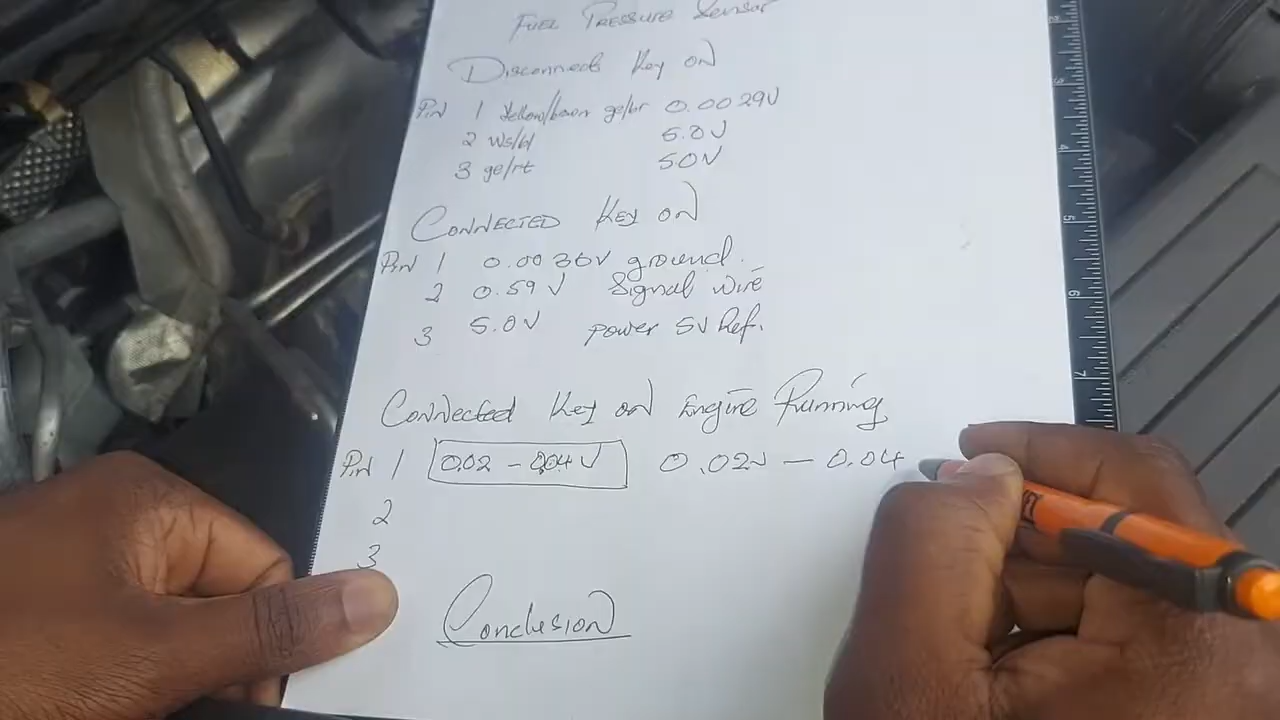 Fuel Pressure Sensor
Disconnect Key on
Pin 1 Yellow/brown ge/br 0.0029V
2 Ws/bl 5.0V
3 ge/rt 50V
Connected Key on
Pin 1 0.0036V ground.
2 0.59V Signal wire
3 5.0V power 5V Ref.
Connected Key on Engine Running
Pin 1 0.02 - 0.04V 0.02V - 0.04
2
3
Conclusion